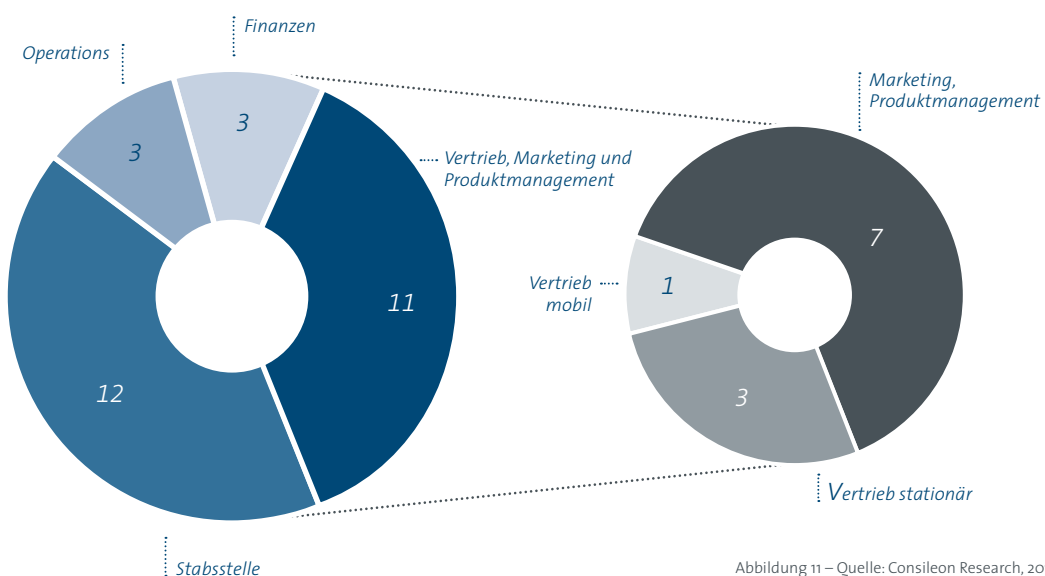 Finanzen
Operations
3
3
Vertrieb, Marketing und
Produktmanagement
11
12
Stabsstelle
Marketing,
Produktmanagement
7
Vertrieb
mobil
1
3
Vertrieb stationär
Abbildung 11 – Quelle: Consileon Research, 20